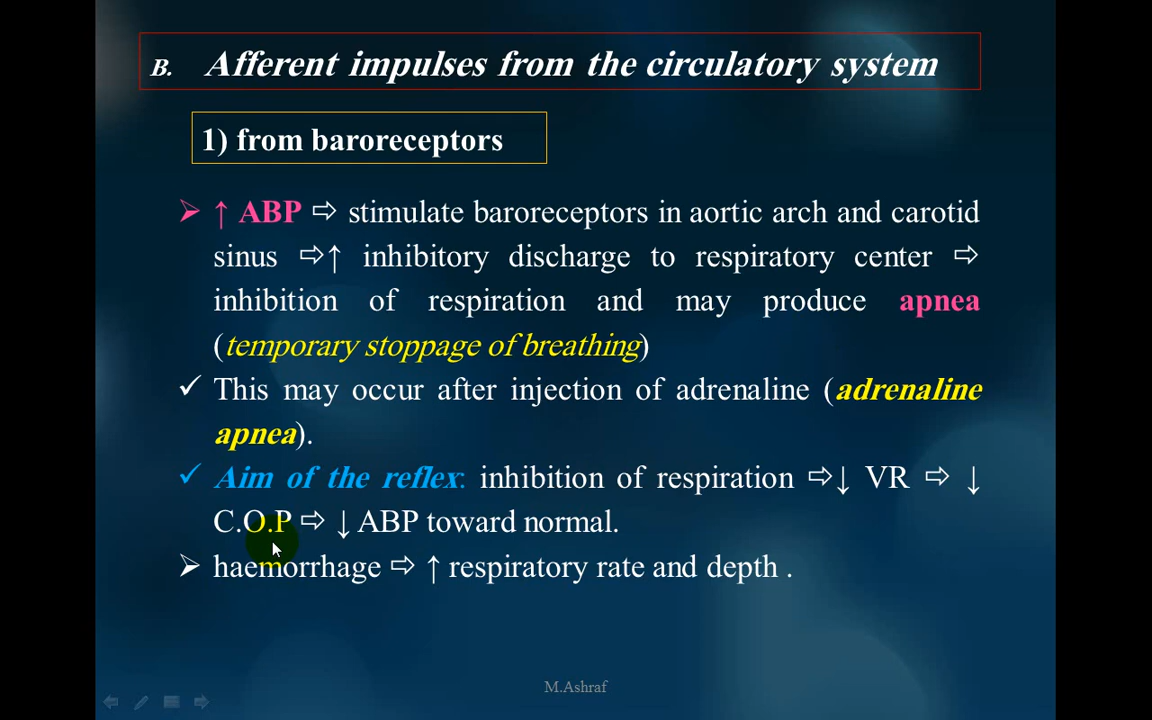 B. Afferent impulses from the circulatory system
1) from baroreceptors
➢ ↑ ABP ⇨ stimulate baroreceptors in aortic arch and carotid
sinus ⇨↑ inhibitory discharge to respiratory center ⇨
inhibition of respiration and may produce apnea
(temporary stoppage of breathing)
✓ This may occur after injection of adrenaline (adrenaline
apnea).
✓ Aim of the reflex: inhibition of respiration ⇨↓ VR ⇨ ↓
C.O.P ⇨ ↓ ABP toward normal.
➢ haemorrhage ⇨ ↑ respiratory rate and depth .
M.Ashraf